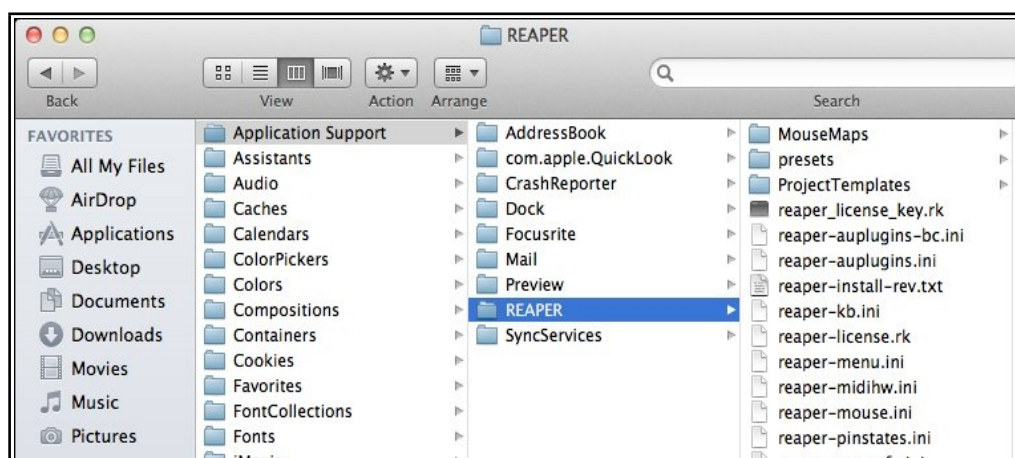 REAPER
Back
View
Action
Arrange
Search
FAVORITES
All My Files
AirDrop
Applications
Desktop
Documents
Downloads
Movies
Music
Pictures
Application Support
Assistants
Audio
Caches
Calendars
ColorPickers
Colors
Compositions
Containers
Cookies
Favorites
FontCollections
Fonts
AddressBook
com.apple.QuickLook
CrashReporter
Dock
Focusrite
Mail
Preview
REAPER
SyncServices
MouseMaps
presets
ProjectTemplates
reaper_license_key.rk
reaper-auplugins-bc.ini
reaper-auplugins.ini
reaper-install-rev.txt
reaper-kb.ini
reaper-license.rk
reaper-menu.ini
reaper-midihw.ini
reaper-mouse.ini
reaper-pinstates.ini